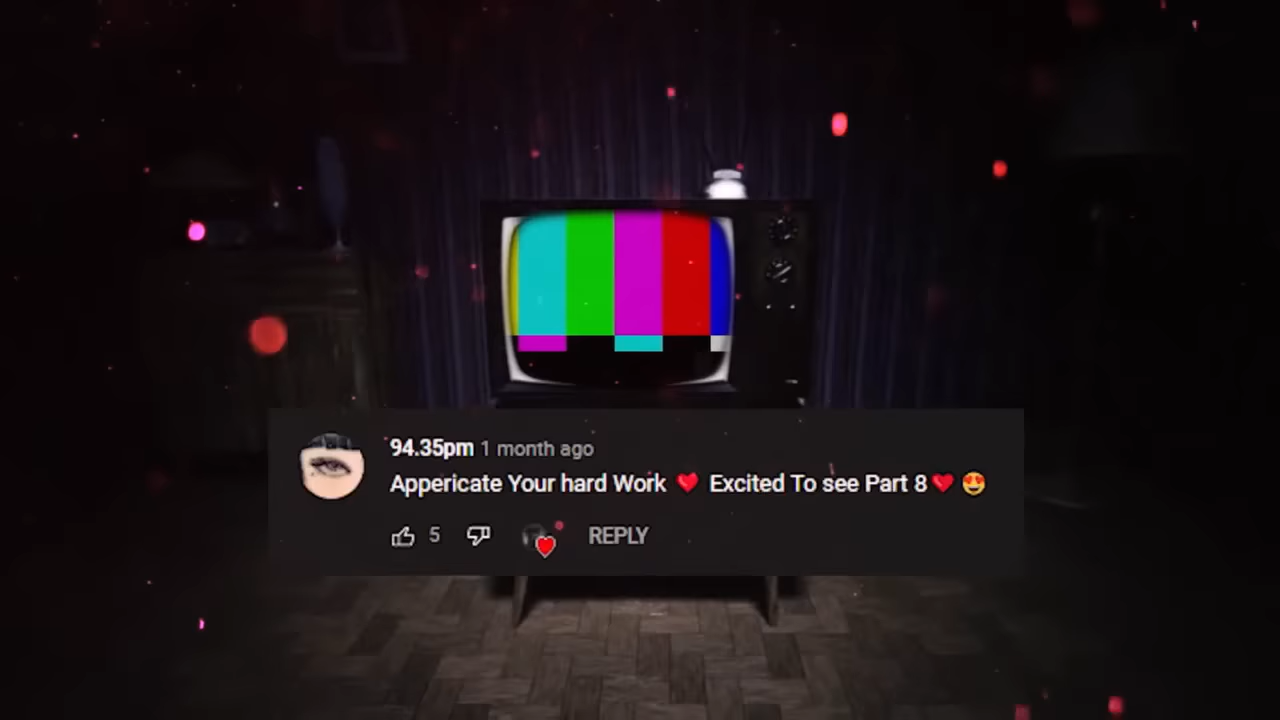 94.35pm 1 month ago
Appericate Your hard Work ❤️ Excited To see Part 8❤️ 😍
5
REPLY